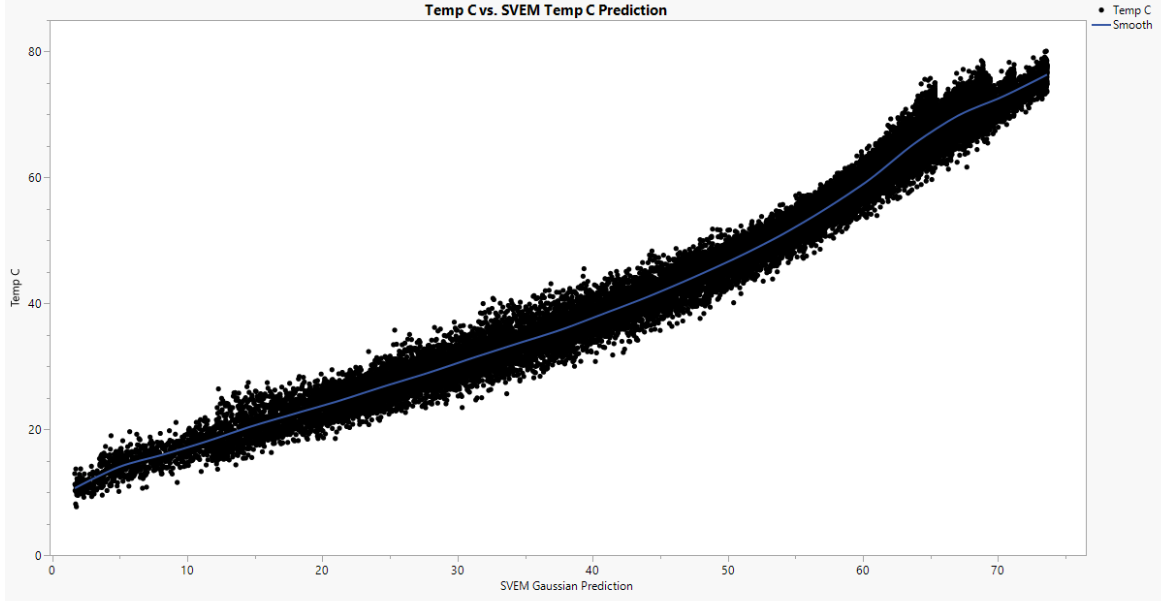 Temp C vs. SVEM Temp C Prediction
Temp C
Smooth
80
60
40
20
0
Temp C
0 10 20 30 40 50 60 70
SVEM Gaussian Prediction